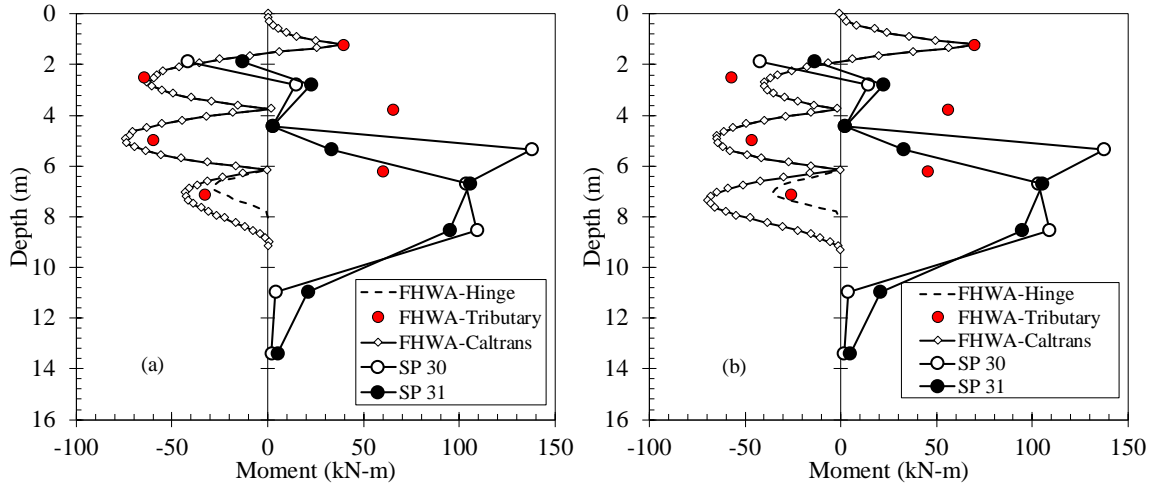 0
2
4
6
8
10
12
14
16
Depth (m)
-100
-50
0
50
100
150
Moment (kN-m)
(a)
FHWA-Hinge
FHWA-Tributary
FHWA-Caltrans
SP 30
SP 31
0
2
4
6
8
10
12
14
16
Depth (m)
-100
-50
0
50
100
150
Moment (kN-m)
(b)
FHWA-Hinge
FHWA-Tributary
FHWA-Caltrans
SP 30
SP 31